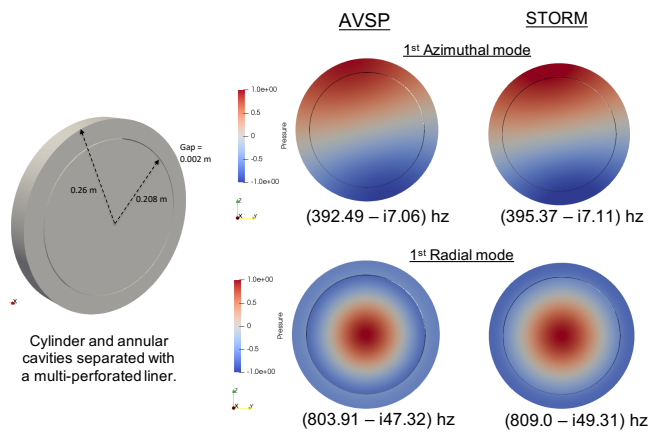 AVSP
STORM
1st Azimuthal mode
1.0e+00
0.5
0
-0.5
-1.0e+00
Pressure
Gap =
0.002 m
0.26 m
0.208 m
Z
X
Y
(392.49 – i7.06) hz
(395.37 – i7.11) hz
1st Radial mode
X
1.0e+00
0.5
0
-0.5
-1.0e+00
Pressure
Cylinder and annular
cavities separated with
a multi-perforated liner.
Z
X
Y
(803.91 – i47.32) hz
(809.0 – i49.31) hz